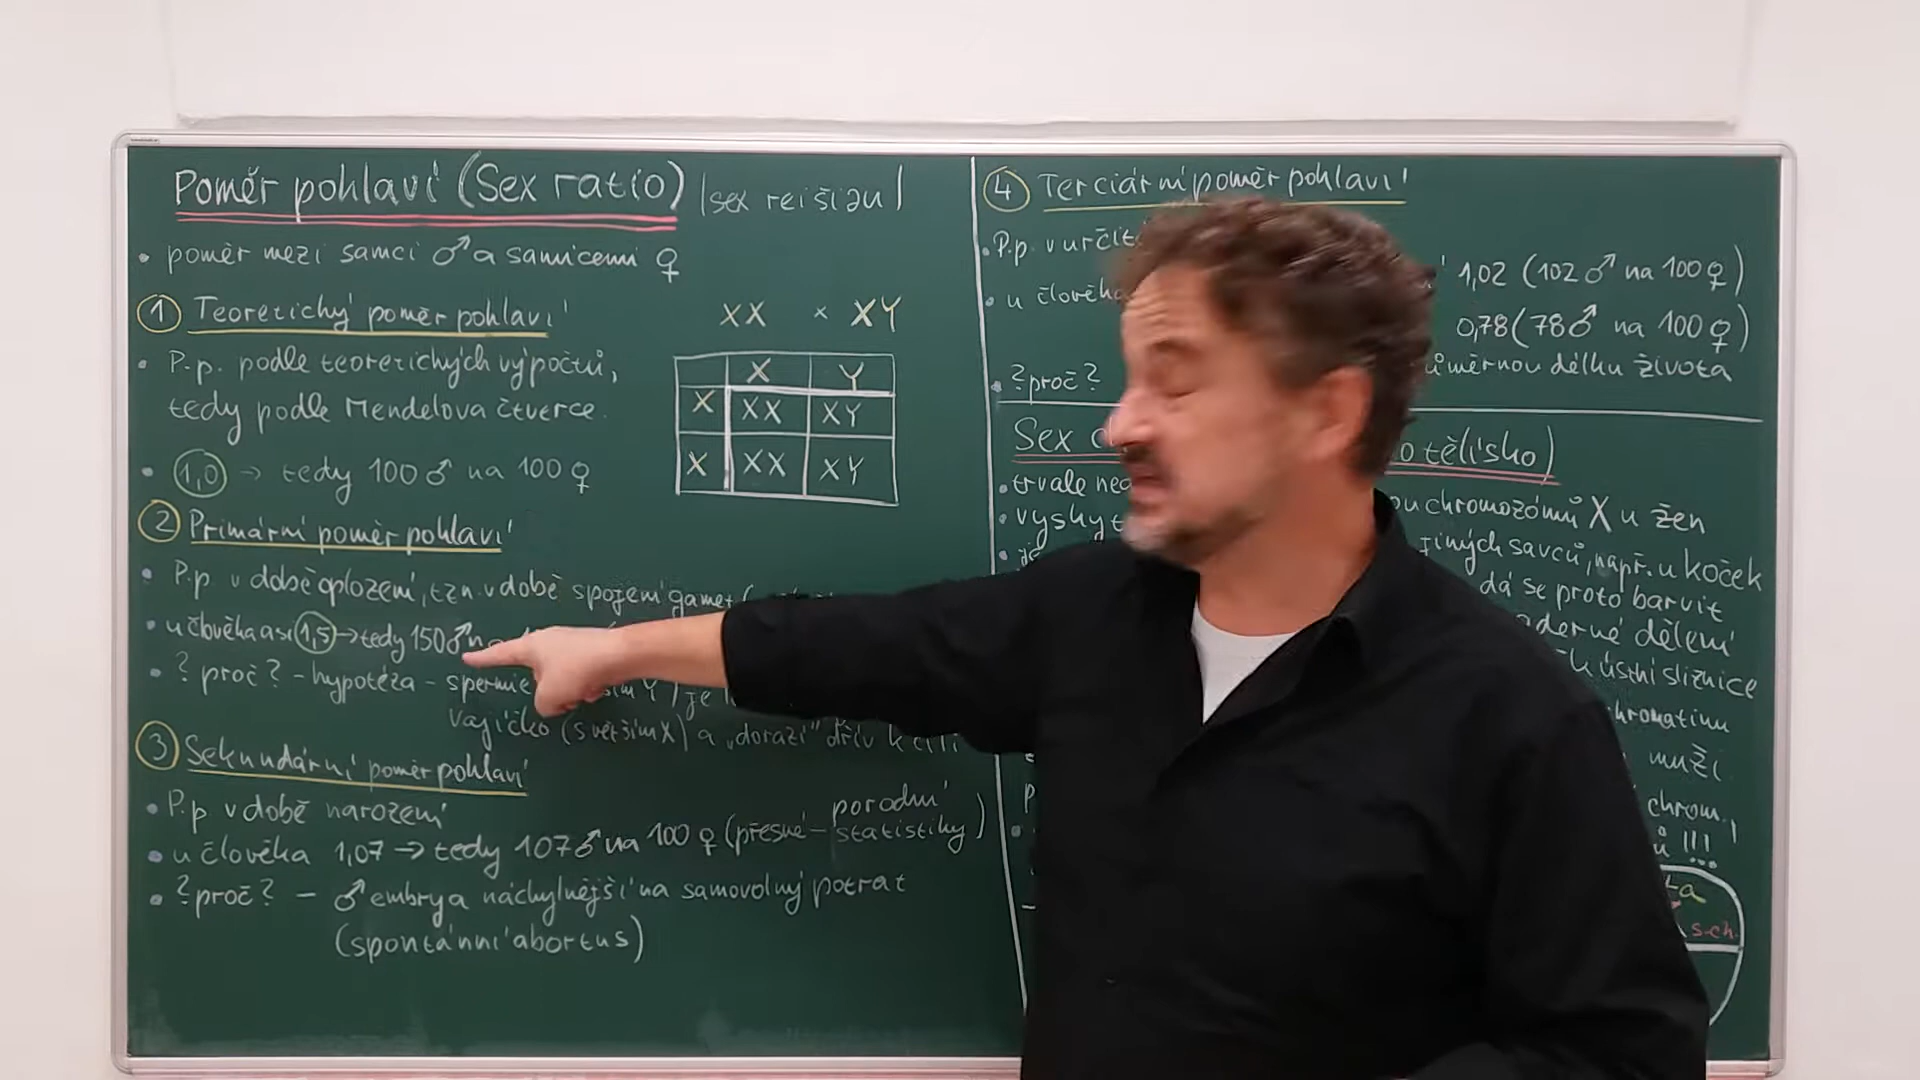 Poměr pohlaví (Sex ratio) |sex reišiəu|
• poměr mezi samci ♂ a samicemi ♀
1 Teoretický poměr pohlaví
• P.p. podle teoretických výpočtů,
tedy podle Mendelova čtverce.
• 1,0 → tedy 100 ♂ na 100 ♀
XX × XY
X Y
X XX XY
X XX XY
2 Primární poměr pohlaví
• P.p v době oplození, tzn. v době spojení gamet
• u člověka asi 1,5 → tedy 150 ♂
• ? proč? - hypotéza - spermie Y) je
vajíčko (s větším X) a „dorazí" dřív k cíli
3 Sekundární poměr pohlaví
• P.p v době narození
• u člověka 1,07 → tedy 107 ♂ na 100 ♀ (přesné - porodní statistiky)
• ? proč? - ♂ embrya náchylnější na samovolný potrat
(spontánní abortus)
4 Terciární poměr pohlaví
• P.p v určit
• u člověka 1,02 (102 ♂ na 100 ♀)
0,78 (78 ♂ na 100 ♀)
• ? proč? délku života
Sex tělísko)
• trvale chromozómů X u žen
• vyskyt jiných savců, např. u koček
dá se proto barvit
dělení
k ústní sliznice
muži
chrom.
!!!
s.ch.